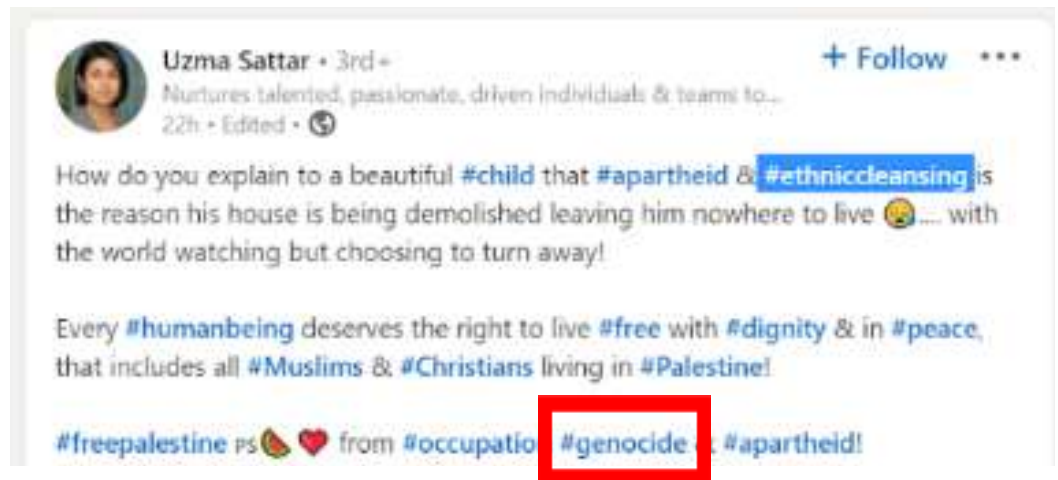 Uzma Sattar • 3rd+
+ Follow ...
Nurtures talented, passionate, driven individuals & teams to...
22h • Edited •
How do you explain to a beautiful #child that #apartheid & #ethniccleansing is
the reason his house is being demolished leaving him nowhere to live 😢.... with
the world watching but choosing to turn away!
Every #humanbeing deserves the right to live #free with #dignity & in #peace,
that includes all #Muslims & #Christians living in #Palestine!
#freepalestine PS🍉 ❤️ from #occupatio #genocide & #apartheid!